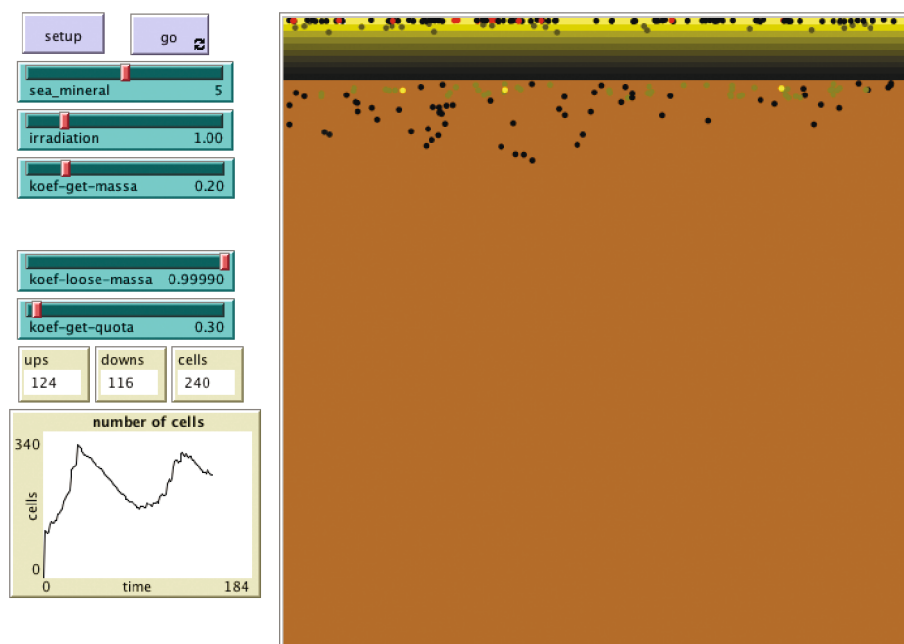 setup
go
sea_mineral 5
irradiation 1.00
koef-get-massa 0.20
koef-loose-massa 0.99990
koef-get-quota 0.30
ups downs cells
124 116 240
number of cells
340
cells
0
0 time 184